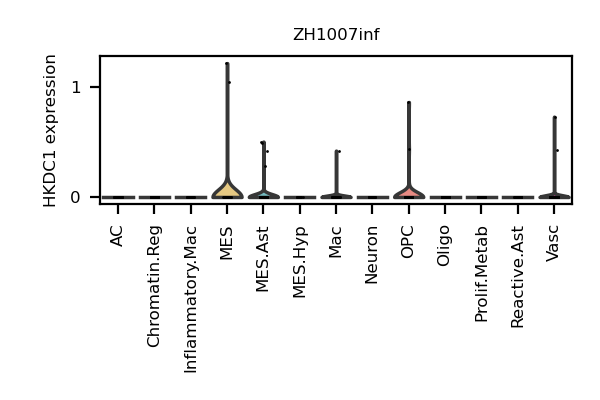 ZH1007inf
HKDC1 expression
1
0
AC
Chromatin.Reg
Inflammatory.Mac
MES
MES.Ast
MES.Hyp
Mac
Neuron
OPC
Oligo
Prolif.Metab
Reactive.Ast
Vasc